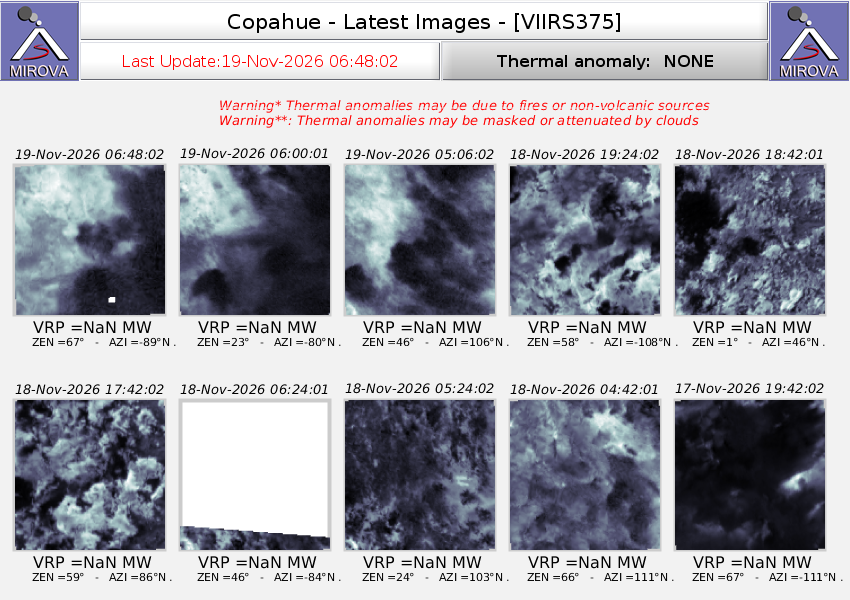 Copahue - Latest Images - [VIIRS375]
MIROVA
Last Update:19-Nov-2026 06:48:02
Thermal anomaly: NONE
MIROVA
Warning* Thermal anomalies may be due to fires or non-volcanic sources
Warning**: Thermal anomalies may be masked or attenuated by clouds
19-Nov-2026 06:48:02 19-Nov-2026 06:00:01 19-Nov-2026 05:06:02 18-Nov-2026 19:24:02 18-Nov-2026 18:42:01
VRP =NaN MW VRP =NaN MW VRP =NaN MW VRP =NaN MW VRP =NaN MW
ZEN =67° - AZI =-89°N . ZEN =23° - AZI =-80°N . ZEN =46° - AZI =106°N . ZEN =58° - AZI =-108°N . ZEN =1° - AZI =46°N .
18-Nov-2026 17:42:02 18-Nov-2026 06:24:01 18-Nov-2026 05:24:02 18-Nov-2026 04:42:01 17-Nov-2026 19:42:02
VRP =NaN MW VRP =NaN MW VRP =NaN MW VRP =NaN MW VRP =NaN MW
ZEN =59° - AZI =86°N . ZEN =46° - AZI =-84°N . ZEN =24° - AZI =103°N . ZEN =66° - AZI =111°N . ZEN =67° - AZI =-111°N .